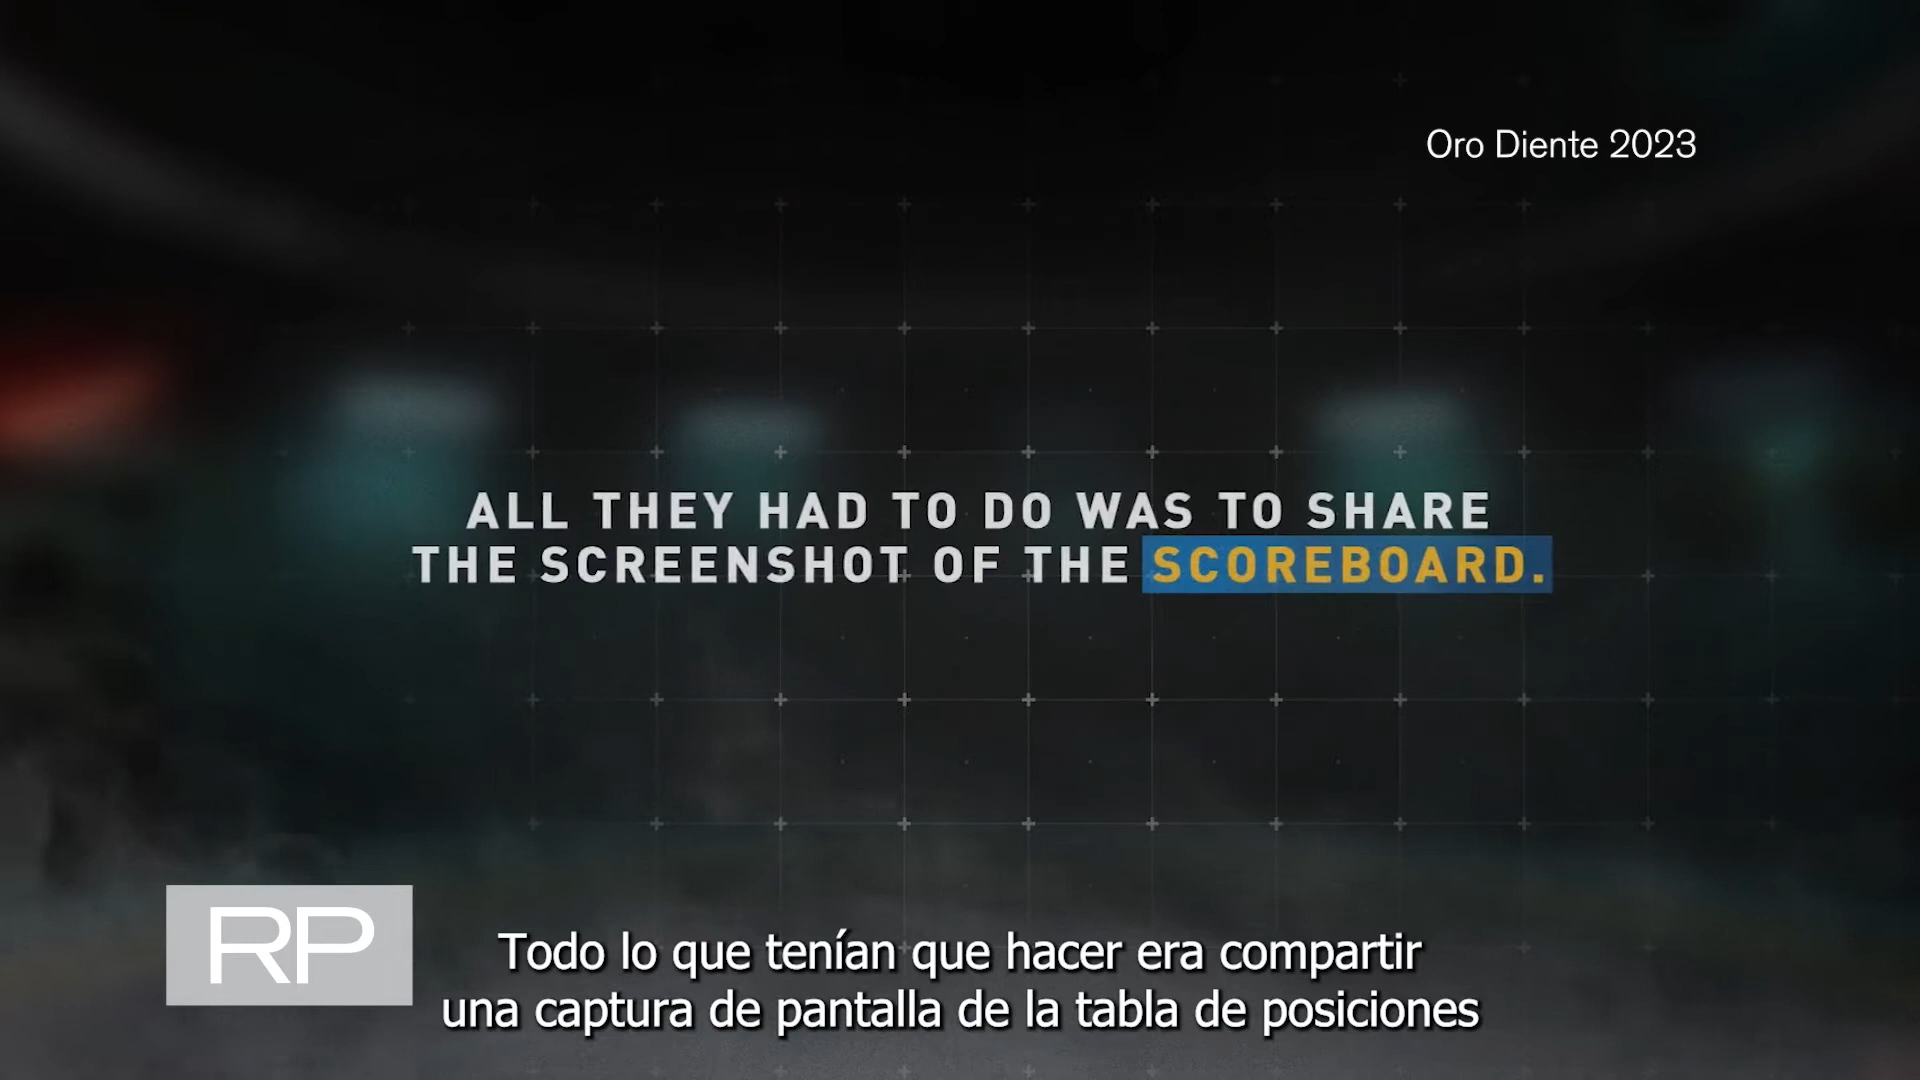 Oro Diente 2023
ALL THEY HAD TO DO WAS TO SHARE
THE SCREENSHOT OF THE SCOREBOARD.
RP
Todo lo que tenían que hacer era compartir
una captura de pantalla de la tabla de posiciones